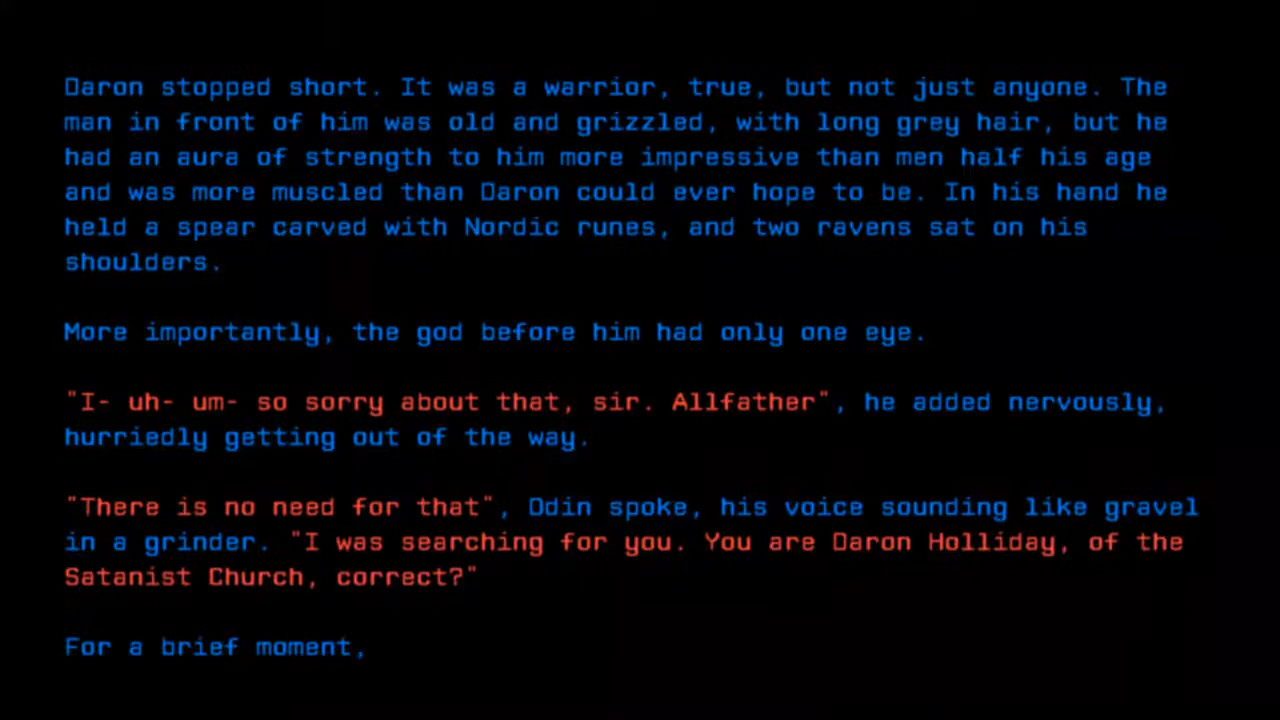 Daron stopped short. It was a warrior, true, but not just anyone. The
man in front of him was old and grizzled, with long grey hair, but he
had an aura of strength to him more impressive than men half his age
and was more muscled than Daron could ever hope to be. In his hand he
held a spear carved with Nordic runes, and two ravens sat on his
shoulders.
More importantly, the god before him had only one eye.
"I- uh- um- so sorry about that, sir. Allfather", he added nervously,
hurriedly getting out of the way.
"There is no need for that", Odin spoke, his voice sounding like gravel
in a grinder. "I was searching for you. You are Daron Holliday, of the
Satanist Church, correct?"
For a brief moment,